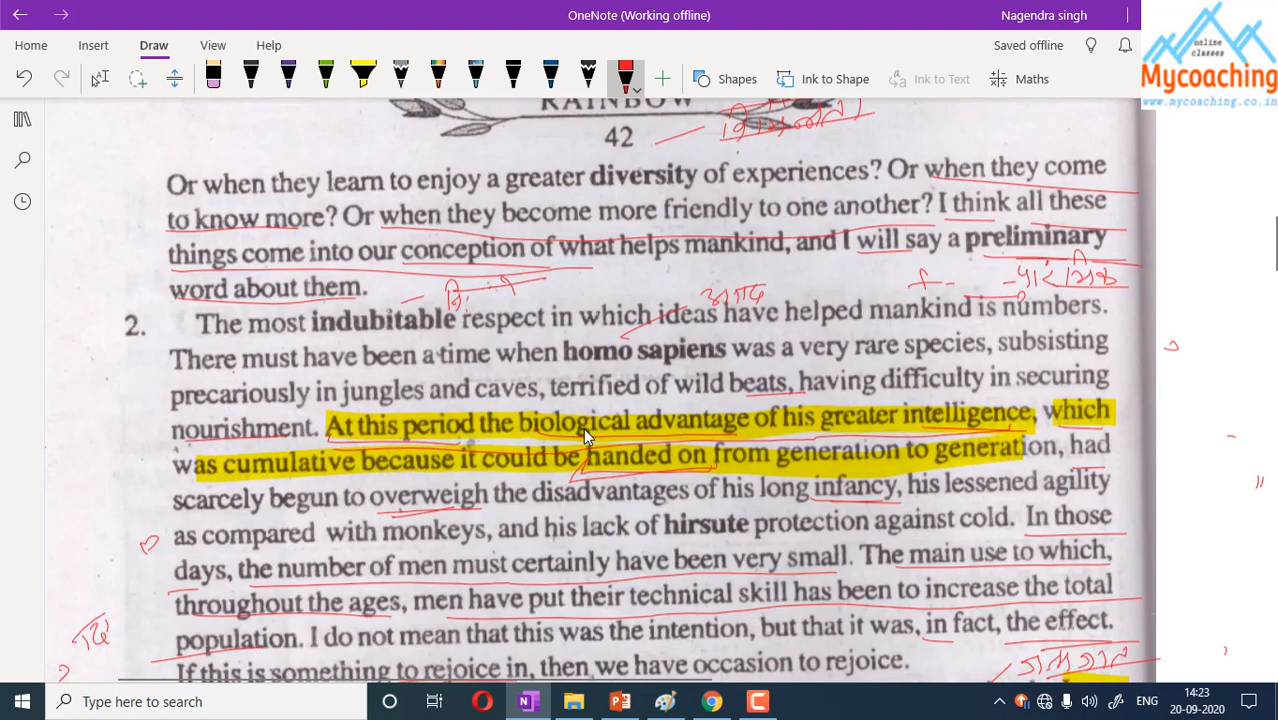 OneNote (Working offline)
Nagendra singh
Home Insert Draw View Help
Saved offline
Shapes Ink to Shape Ink to Text Maths
online
classes
Mycoaching
www.mycoaching.co.in
RAINBOW
42
Or when they learn to enjoy a greater diversity of experiences? Or when they come
to know more? Or when they become more friendly to one another? I think all these
things come into our conception of what helps mankind, and I will say a preliminary
word about them.
2. The most indubitable respect in which ideas have helped mankind is numbers.
There must have been a time when homo sapiens was a very rare species, subsisting
precariously in jungles and caves, terrified of wild beats, having difficulty in securing
nourishment. At this period the biological advantage of his greater intelligence, which
was cumulative because it could be handed on from generation to generation, had
scarcely begun to overweigh the disadvantages of his long infancy, his lessened agility
as compared with monkeys, and his lack of hirsute protection against cold. In those
days, the number of men must certainly have been very small. The main use to which,
throughout the ages, men have put their technical skill has been to increase the total
population. I do not mean that this was the intention, but that it was, in fact, the effect.
If this is something to rejoice in, then we have occasion to rejoice.
Type here to search
ENG
14:23
20-09-2020